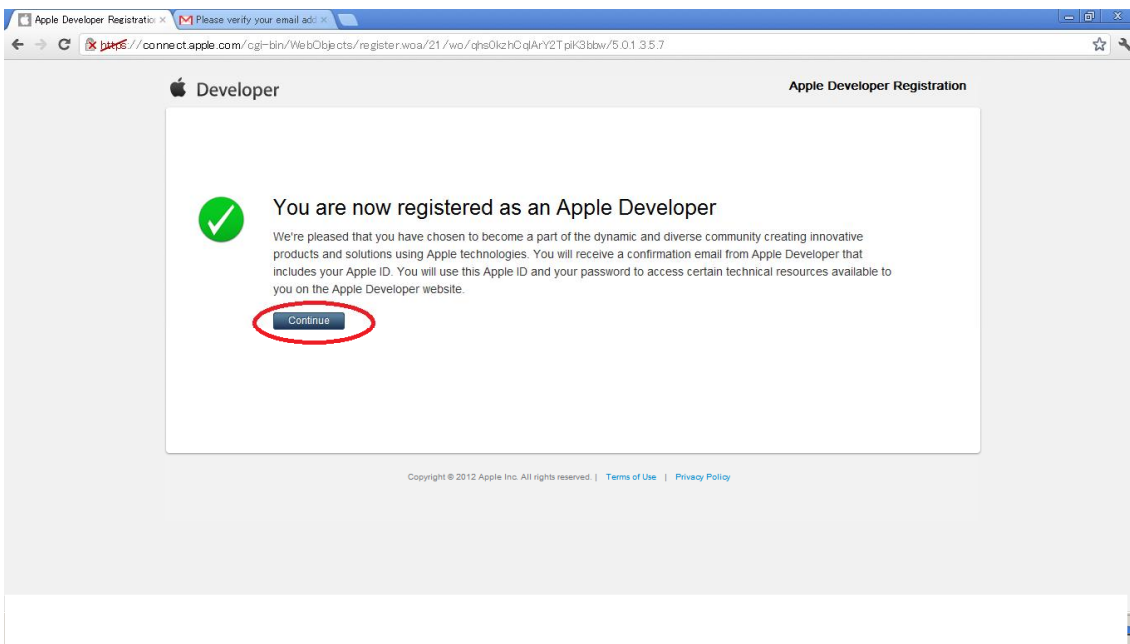 Apple Developer Registratio
Please verify your email add
https://connect.apple.com/cgi-bin/WebObjects/register.woa/21/wo/qhs0kzhCqlArY2TpiK3bbw/5.0.1.3.5.7
Developer
Apple Developer Registration
You are now registered as an Apple Developer
We're pleased that you have chosen to become a part of the dynamic and diverse community creating innovative
products and solutions using Apple technologies. You will receive a confirmation email from Apple Developer that
includes your Apple ID. You will use this Apple ID and your password to access certain technical resources available to
you on the Apple Developer website.
Continue
Copyright © 2012 Apple Inc. All rights reserved. | Terms of Use | Privacy Policy